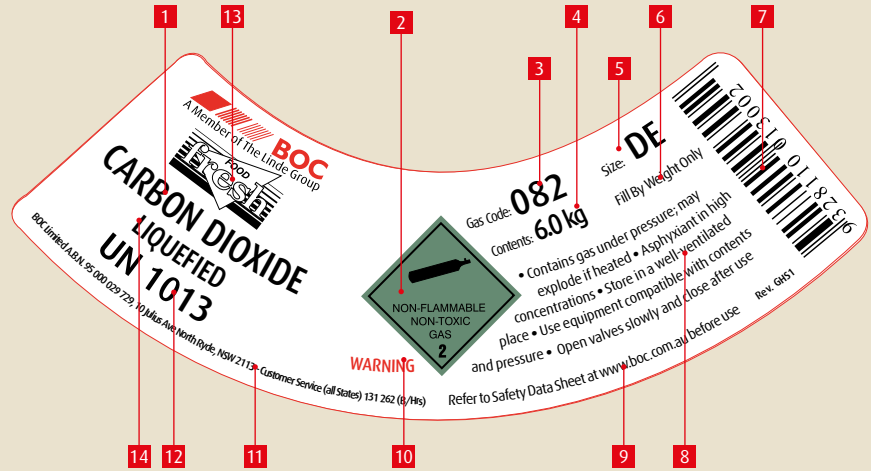 1
13
2
3
4
5
6
7
BOC
A Member of The Linde Group
FOOD
fresh
CARBON DIOXIDE
LIQUEFIED
UN 1013
BOC Limited A.B.N. 95 000 029 729, 10 Julius Ave North Ryde, NSW 2113 - Customer Service (all States) 131 262 (B/Hrs)
NON-FLAMMABLE
NON-TOXIC
GAS
2
WARNING
Gas Code: 082
Size: DE
Contents: 6.0 kg
Fill By Weight Only
• Contains gas under pressure; may
explode if heated • Asphyxiant in high
concentrations • Store in a well-ventilated
place • Use equipment compatible with contents
and pressure • Open valves slowly and close after use
Refer to Safety Data Sheet at www.boc.com.au before use
Rev. GHS1
9 328110 013002
14
12
11
10
9
8